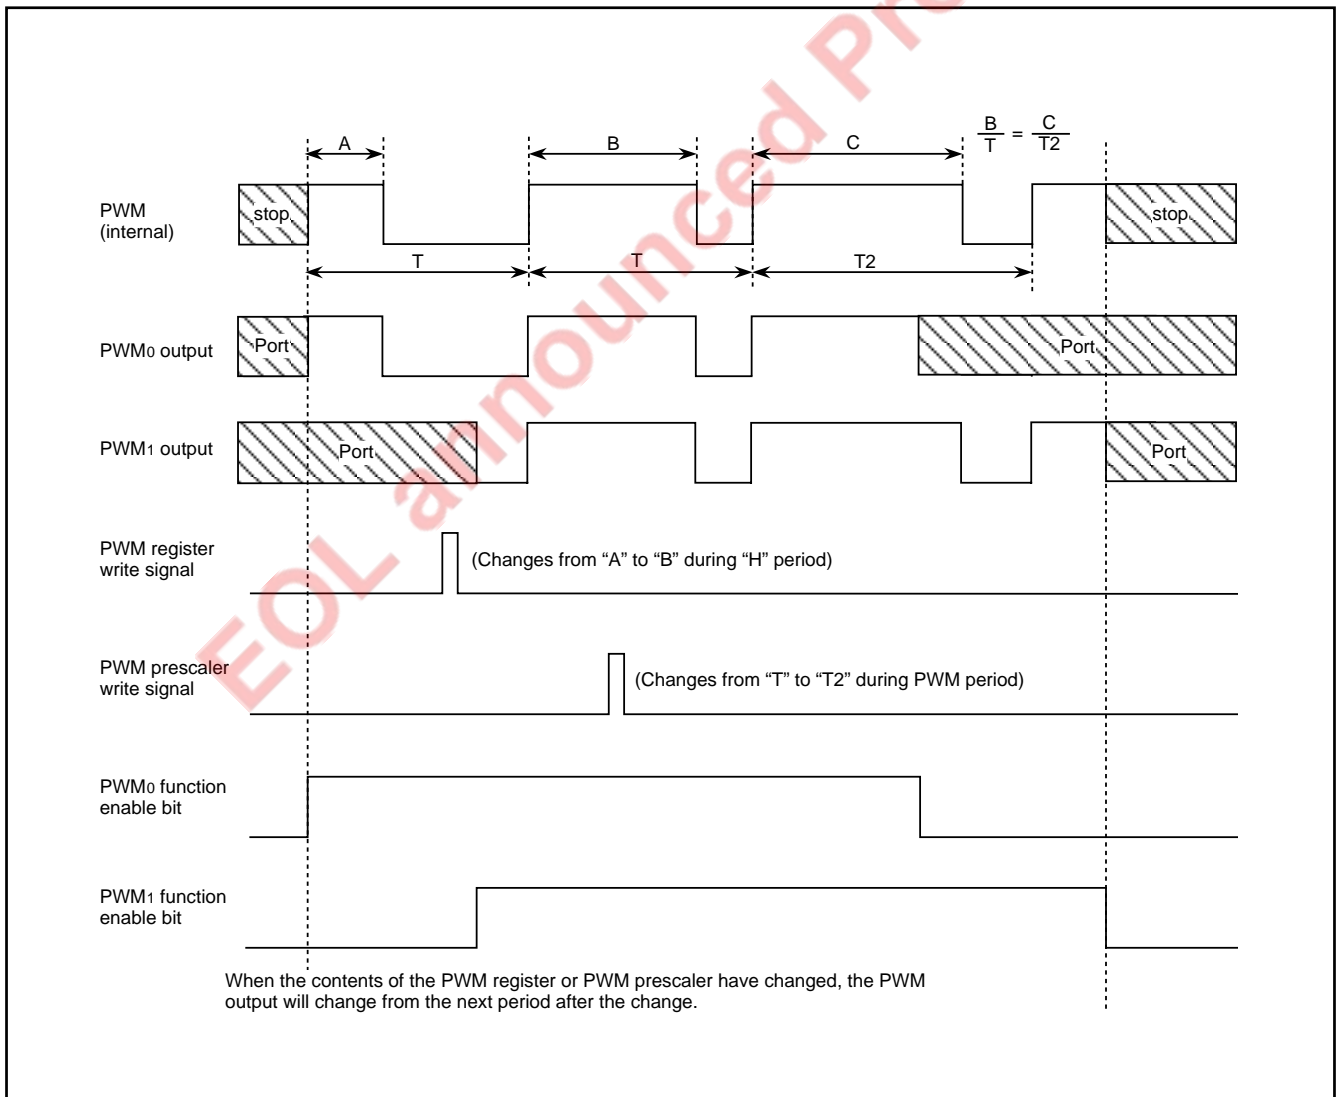 EOL announced Pro
A
B
C
B
T
=
C
T2
PWM
(internal)
stop
stop
T
T
T2
PWM0 output
Port
Port
PWM1 output
Port
Port
PWM register
write signal
(Changes from “A” to “B” during “H” period)
PWM prescaler
write signal
(Changes from “T” to “T2” during PWM period)
PWM0 function
enable bit
PWM1 function
enable bit
When the contents of the PWM register or PWM prescaler have changed, the PWM
output will change from the next period after the change.